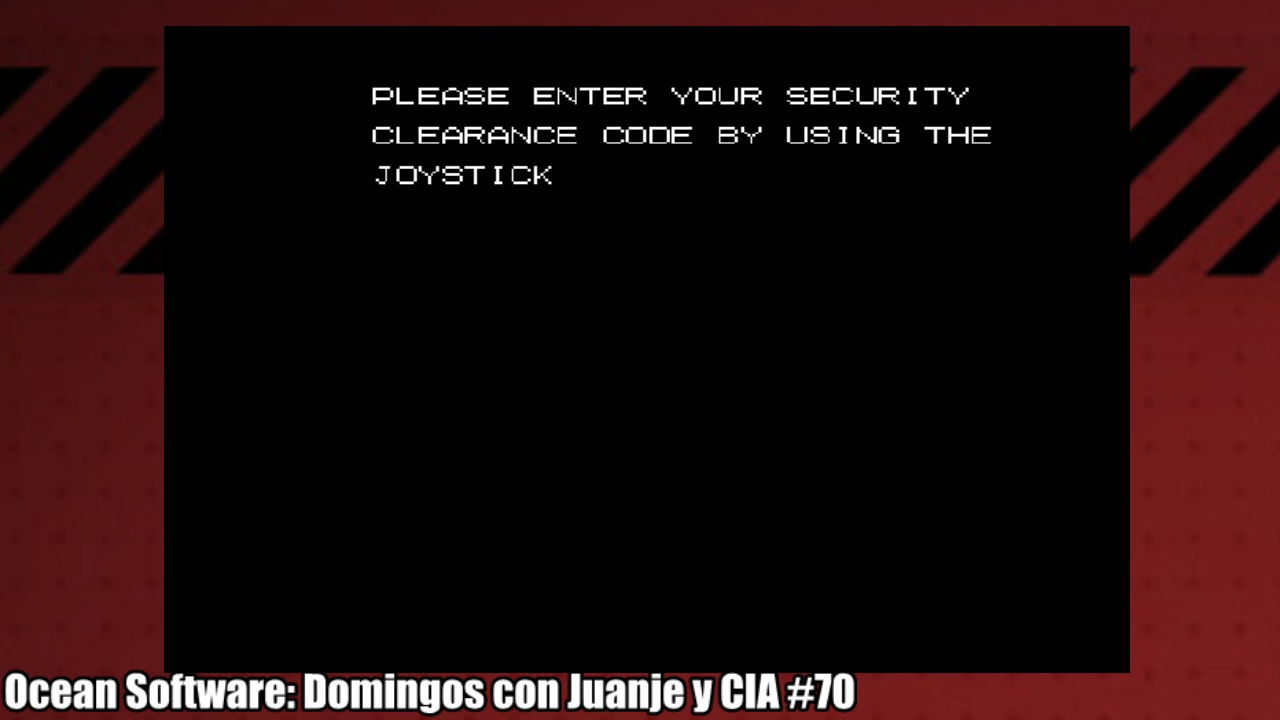 PLEASE ENTER YOUR SECURITY
CLEARANCE CODE BY USING THE
JOYSTICK
Ocean Software: Domingos con Juanje y CIA #70